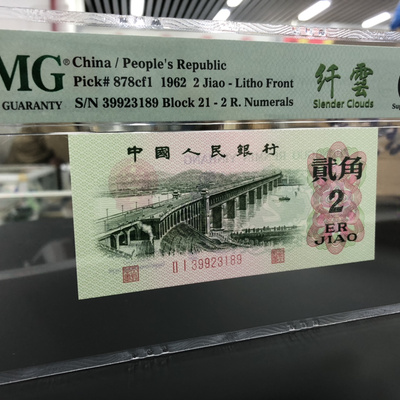 MG® China / People's Republic
Pick# 878cf1 1962 2 Jiao - Litho Front
GUARANTY S/N 39923189 Block 21 - 2 R. Numerals
纤雲
Slender Clouds
中國人民銀行
貳角
2
ER
JIAO
II I 39923189